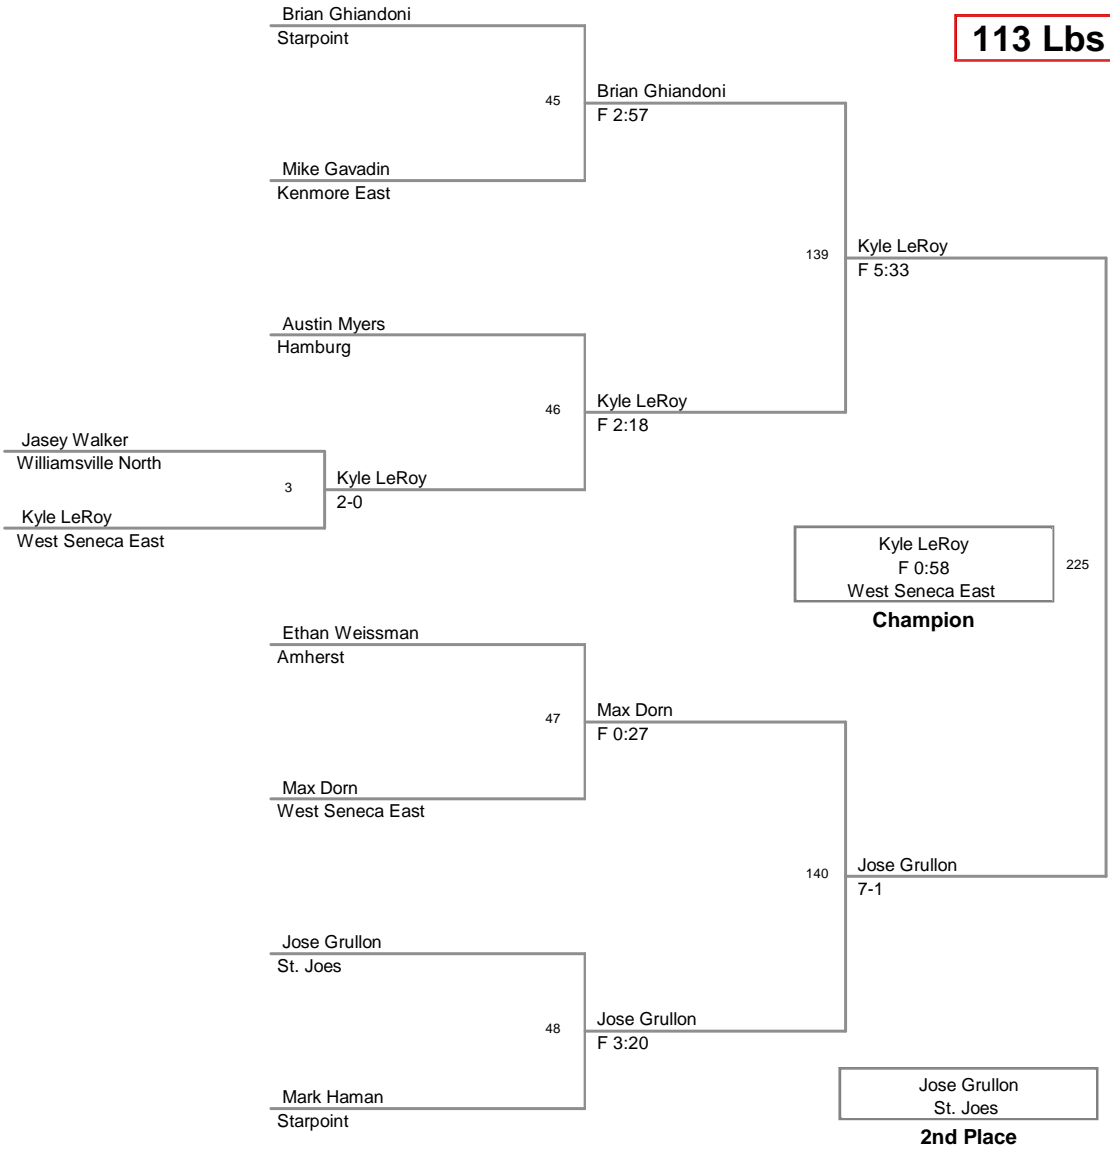 Brian Ghiandoni
Starpoint
113 Lbs
45
Brian Ghiandoni
F 2:57
Mike Gavadin
Kenmore East
139
Kyle LeRoy
F 5:33
Austin Myers
Hamburg
46
Kyle LeRoy
F 2:18
Jasey Walker
Williamsville North
3
Kyle LeRoy
2-0
Kyle LeRoy
West Seneca East
Kyle LeRoy
F 0:58
West Seneca East
225
Champion
Ethan Weissman
Amherst
47
Max Dorn
F 0:27
Max Dorn
West Seneca East
140
Jose Grullon
7-1
Jose Grullon
St. Joes
48
Jose Grullon
F 3:20
Mark Haman
Starpoint
Jose Grullon
St. Joes
2nd Place